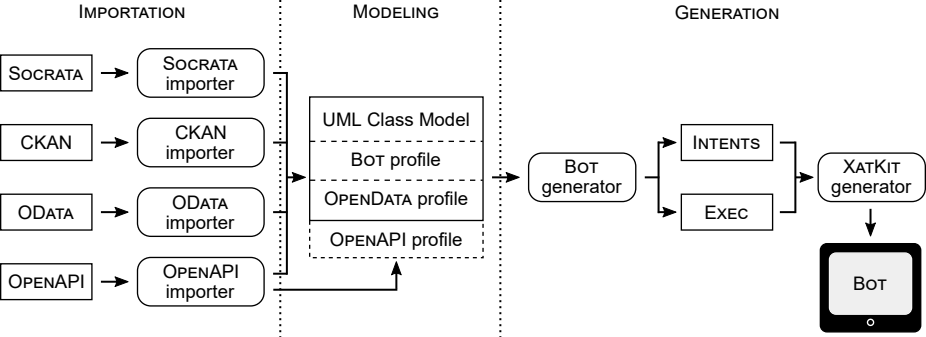 IMPORTATION
MODELING
GENERATION
SOCRATA
SOCRATA
importer
CKAN
CKAN
importer
ODATA
ODATA
importer
OPENAPI
OPENAPI
importer
UML Class Model
BOT profile
OPENDATA profile
OPENAPI profile
BOT
generator
INTENTS
EXEC
XATKIT
generator
BOT